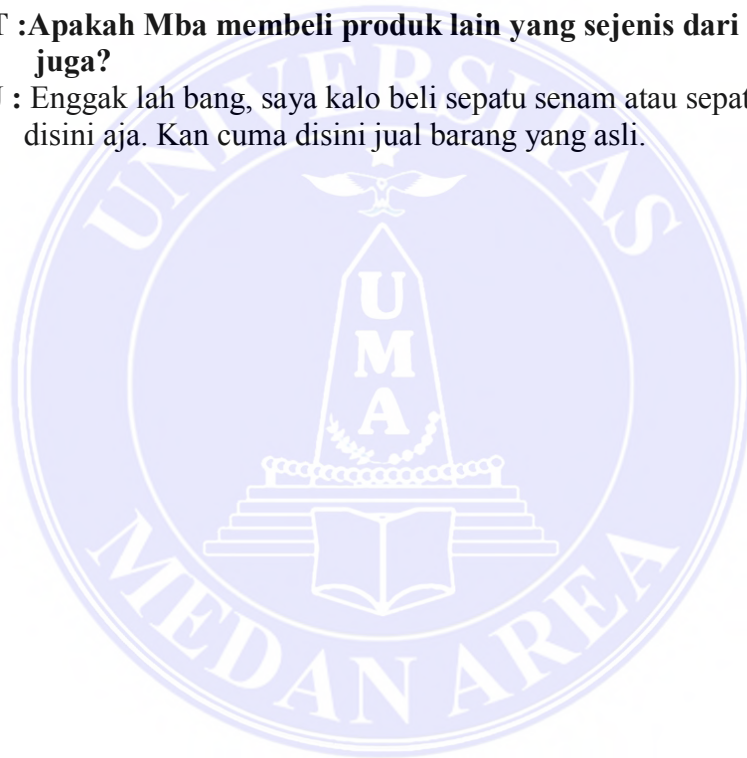 T :Apakah Mba membeli produk lain yang sejenis dari
juga?
: Enggak lah bang, saya kalo beli sepatu senam atau
disini aja. Kan cuma disini jual barang yang asli.
UNIVERSITAS
U
M
A
MEDAN AREA